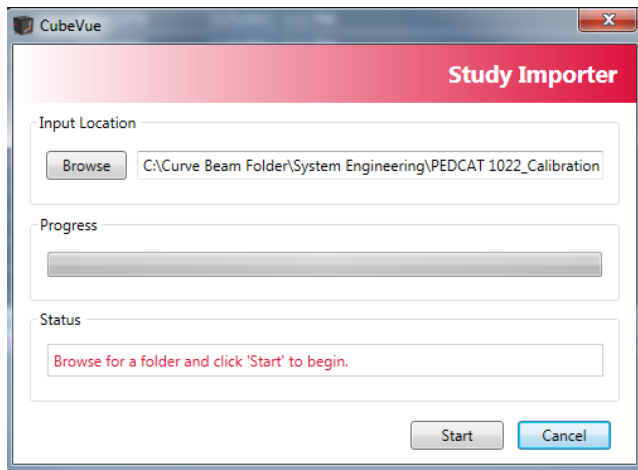 CubeVue
Study Importer
Input Location
Browse C:\Curve Beam Folder\System Engineering\PEDCAT 1022_Calibration
Progress
Status
Browse for a folder and click 'Start' to begin.
Start Cancel